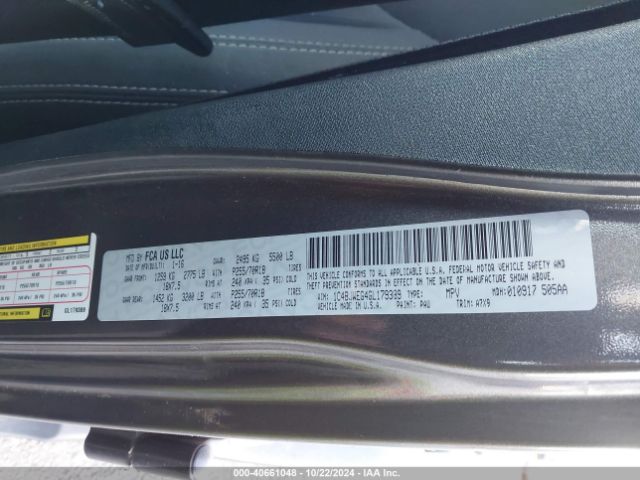 MFD BY FCA US LLC
DATE OF MFR(BUILT): 1-16 GVWR: 2495 KG 5500 LB
GAWR FRONT: 1259 KG 2775 LB WITH P255/70R18 TIRES
18X7.5 RIMS AT 240 KPA( 35 PSI) COLD
GAWR REAR: 1452 KG 3200 LB WITH P255/70R18 TIRES
18X7.5 RIMS AT 240 KPA( 35 PSI) COLD
THIS VEHICLE CONFORMS TO ALL APPLICABLE U.S.A. FEDERAL MOTOR VEHICLE SAFETY AND
THEFT PREVENTION STANDARDS IN EFFECT ON THE DATE OF MANUFACTURE SHOWN ABOVE.
VIN: 1C4BJWEG4GL179389 TYPE: MPV MDH: 010917 505AA
MADE IN U.S.A. PAINT: PAU TRIM: A7X9
000-40661048 | 10/22/2024 | IAA Inc.